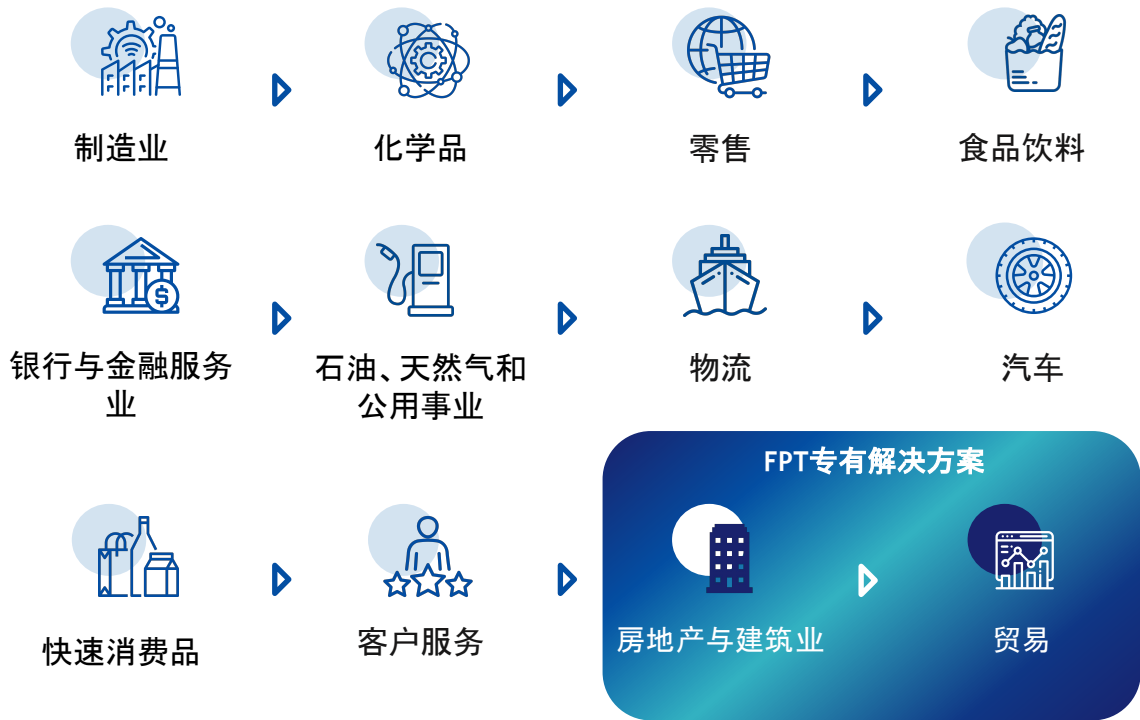 制造业
化学品
零售
食品饮料
银行与金融服务
业
石油、天然气和
公用事业
物流
汽车
FPT专有解决方案
快速消费品
客户服务
房地产与建筑业
贸易